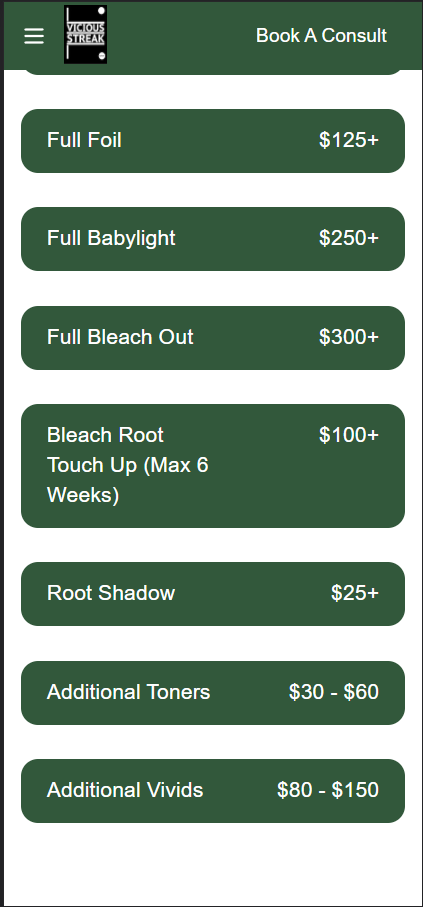 VICIOUS
STREAK
Book A Consult
Full Foil $125+
Full Babylight $250+
Full Bleach Out $300+
Bleach Root $100+
Touch Up (Max 6
Weeks)
Root Shadow $25+
Additional Toners $30 - $60
Additional Vivids $80 - $150